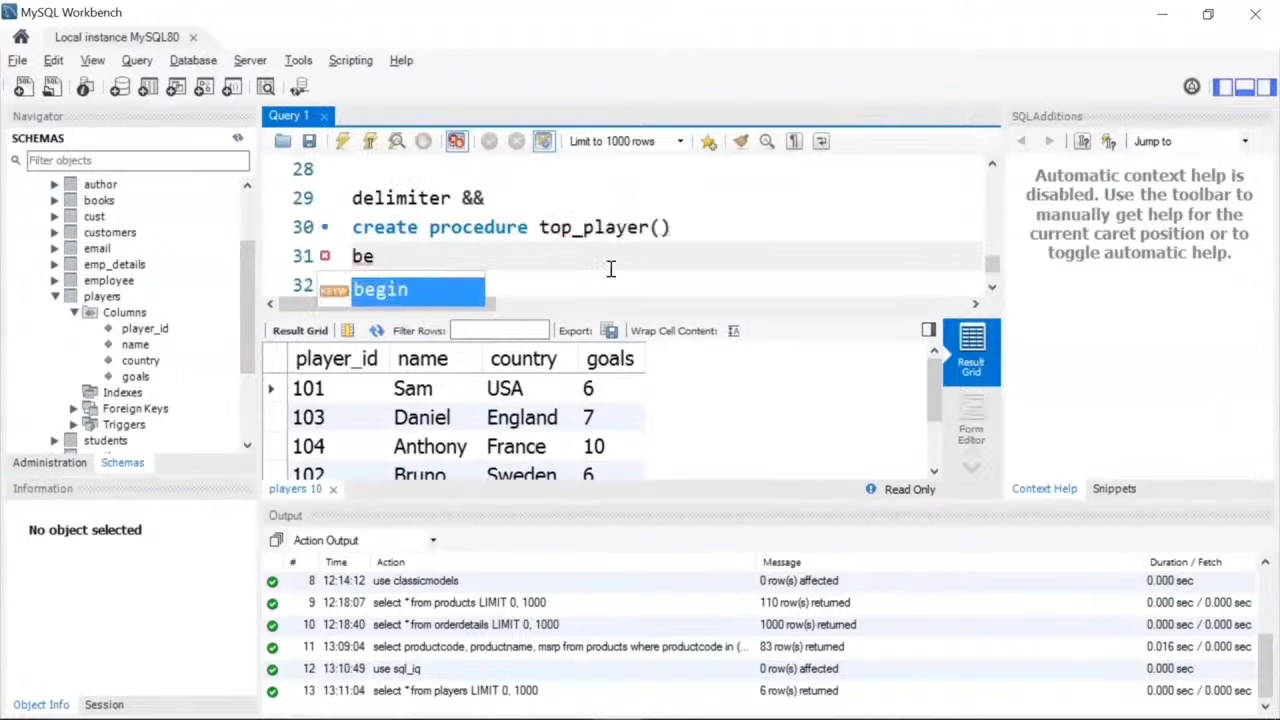 MySQL Workbench
Local instance MySQL80
File Edit View Query Database Server Tools Scripting Help
Navigator
SCHEMAS
Filter objects
author
books
cust
customers
email
emp_details
employee
players
Columns
player_id
name
country
goals
Indexes
Foreign Keys
Triggers
students
Administration Schemas
Information
No object selected
Object Info Session
Query 1
Limit to 1000 rows
28
29 delimiter &&
30 create procedure top_player()
31 be
32 begin
Result Grid Filter Rows: Export: Wrap Cell Content:
player_id name country goals
101 Sam USA 6
103 Daniel England 7
104 Anthony France 10
102 Bruno Sweden 6
Result Grid
Form Editor
players 10 Read Only
SQLAdditions
Jump to
Automatic context help is
disabled. Use the toolbar to
manually get help for the
current caret position or to
toggle automatic help.
Context Help Snippets
Output
Action Output
# Time Action Message Duration / Fetch
8 12:14:12 use classicmodels 0 row(s) affected 0.000 sec
9 12:18:07 select * from products LIMIT 0, 1000 110 row(s) returned 0.000 sec / 0.000 sec
10 12:18:40 select * from orderdetails LIMIT 0, 1000 1000 row(s) returned 0.000 sec / 0.000 sec
11 13:09:04 select productcode, productname, msrp from products where productcode in (... 83 row(s) returned 0.016 sec / 0.000 sec
12 13:10:49 use sql_iq 0 row(s) affected 0.000 sec
13 13:11:04 select * from players LIMIT 0, 1000 6 row(s) returned 0.000 sec / 0.000 sec